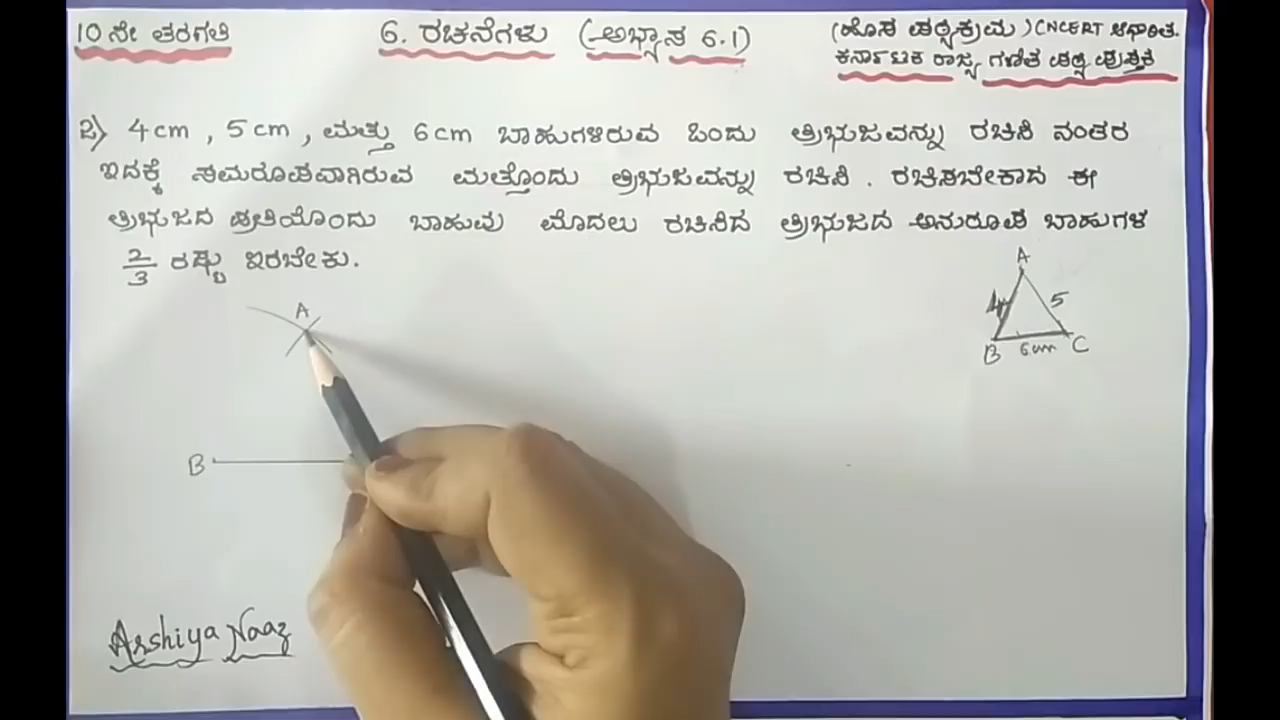 10 ನೇ ತರಗತಿ 6. ರಚನೆಗಳು (ಅಭ್ಯಾಸ 6.1) (ಹೊಸ ಪಠ್ಯಕ್ರಮ) (NCERT ಆಧಾರಿತ.
ಕರ್ನಾಟಕ ರಾಜ್ಯ ಗಣಿತ ಪಠ್ಯ ಪುಸ್ತಕ
2) 4cm , 5cm , ಮತ್ತು 6cm ಬಾಹುಗಳಿರುವ ಒಂದು ತ್ರಿಭುಜವನ್ನು ರಚಿಸಿ ನಂತರ
ಇದಕ್ಕೆ ಸಮರೂಪವಾಗಿರುವ ಮತ್ತೊಂದು ತ್ರಿಭುಜವನ್ನು ರಚಿಸಿ . ರಚಿಸಬೇಕಾದ ಈ
ತ್ರಿಭುಜದ ಪ್ರತಿಯೊಂದು ಬಾಹುವು ಮೊದಲು ರಚಿಸಿದ ತ್ರಿಭುಜದ ಅನುರೂಪ ಬಾಹುಗಳ
2/3 ರಷ್ಟು ಇರಬೇಕು.
A
4 5
B 6cm C
A
B
Arshiya Naaz